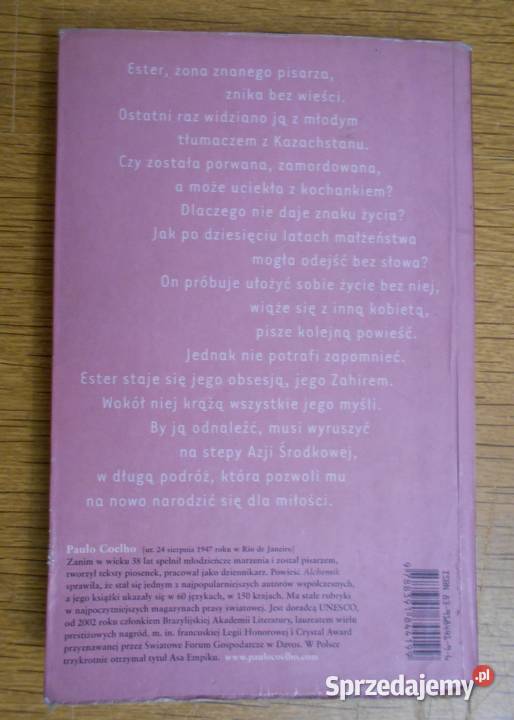 Ester, żona znanego pisarza,
znika bez wieści.
Ostatni raz widziano ją z młodym
tłumaczem z Kazachstanu.
Czy została porwana, zamordowana,
a może uciekła z kochankiem?
Dlaczego nie daje znaku życia?
Jak po dziesięciu latach małżeństwa
mogła odejść bez słowa?
On próbuje ułożyć sobie życie bez niej,
wiąże się z inną kobietą,
pisze kolejną powieść.
Jednak nie potrafi zapomnieć.
Ester staje się jego obsesją, jego Zahirem.
Wokół niej krążą wszystkie jego myśli.
By ją odnaleźć, musi wyruszyć
na stepy Azji Środkowej,
w długą podróż, która pozwoli mu
na nowo narodzić się dla miłości.
Paulo Coelho [ur. 24 sierpnia 1947 roku w Rio de Janeiro]
Zanim w wieku 38 lat spełnił młodzieńcze marzenia i został pisarzem,
tworzył teksty piosenek, pracował jako dziennikarz. Powieść Alchemik
sprawiła, że stał się jednym z najpopularniejszych autorów współczesnych,
a jego książki ukazały się w 60 językach, w 150 krajach. Ma stałe rubryki
w najpoczytniejszych magazynach prasy światowej. Jest doradcą UNESCO,
od 2002 roku członkiem Brazylijskiej Akademii Literatury, laureatem wielu
prestiżowych nagród, m. in. francuskiej Legii Honorowej i Crystal Award
przyznawanej przez Światowe Forum Gospodarcze w Davos. W Polsce
trzykrotnie otrzymał tytuł Asa Empiku. www.paulocoelho.com
ISBN
Sprzedajemy.pl